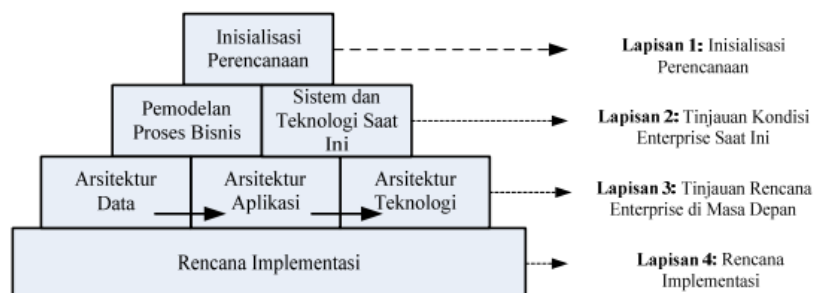 Inisialisasi
Perencanaan
Lapisan 1: Inisialisasi
Perencanaan
Pemodelan
Proses Bisnis
Sistem dan
Teknologi Saat
Ini
Lapisan 2: Tinjauan Kondisi
Enterprise Saat Ini
Arsitektur
Data
Arsitektur
Aplikasi
Arsitektur
Teknologi
Lapisan 3: Tinjauan Rencana
Enterprise di Masa Depan
Rencana Implementasi
Lapisan 4: Rencana
Implementasi